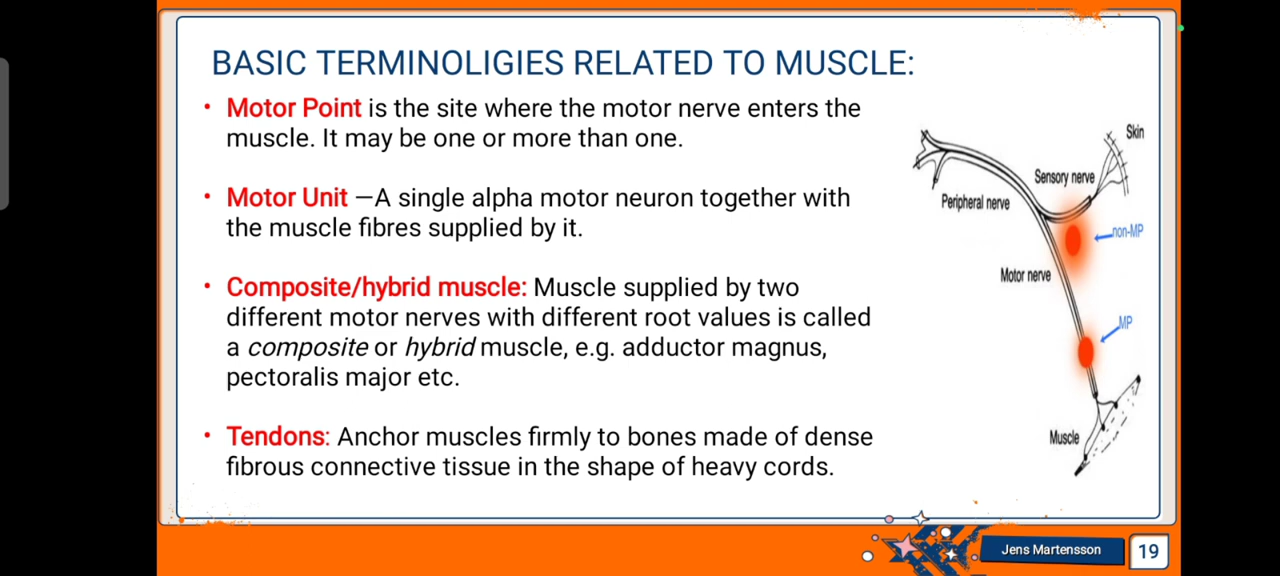 BASIC TERMINOLIGIES RELATED TO MUSCLE:
• Motor Point is the site where the motor nerve enters the
muscle. It may be one or more than one.
• Motor Unit —A single alpha motor neuron together with
the muscle fibres supplied by it.
• Composite/hybrid muscle: Muscle supplied by two
different motor nerves with different root values is called
a composite or hybrid muscle, e.g. adductor magnus,
pectoralis major etc.
• Tendons: Anchor muscles firmly to bones made of dense
fibrous connective tissue in the shape of heavy cords.
Skin
Sensory nerve
Peripheral nerve
non-MP
Motor nerve
MP
Muscle
Jens Martensson
19